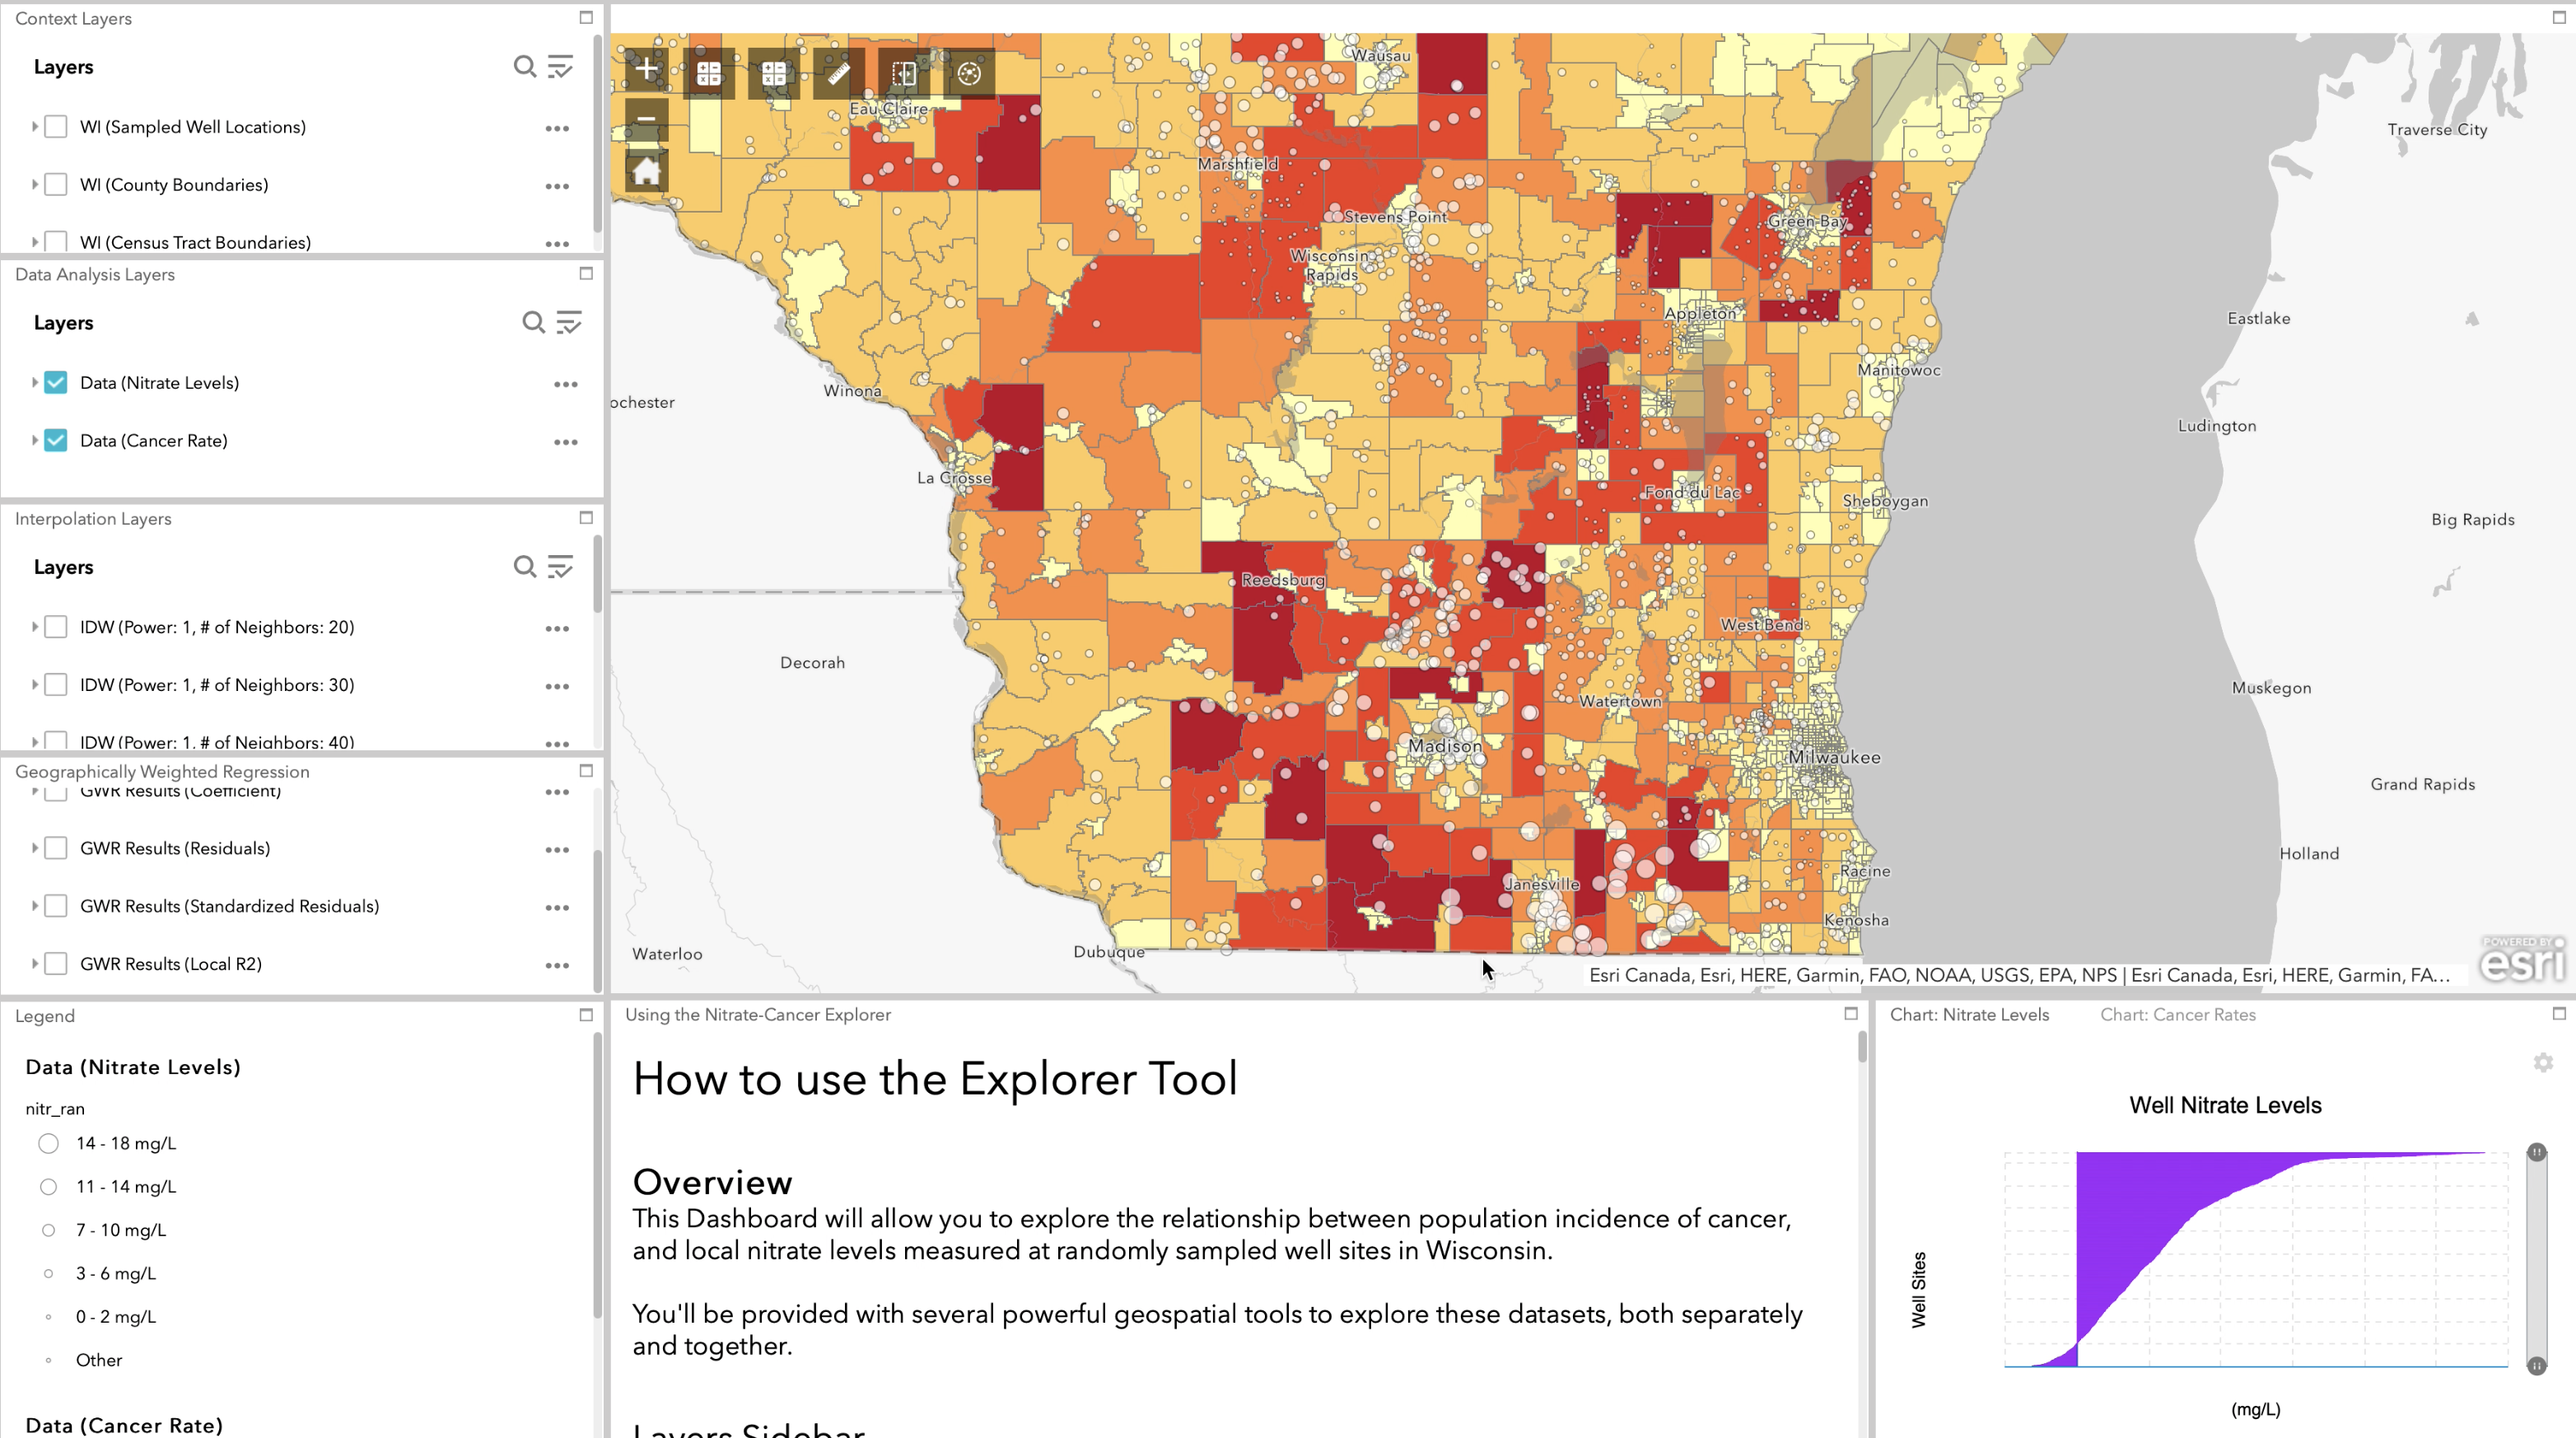 Context Layers
Layers
WI (Sampled Well Locations)
WI (County Boundaries)
WI (Census Tract Boundaries)
Data Analysis Layers
Layers
Data (Nitrate Levels)
Data (Cancer Rate)
Interpolation Layers
Layers
IDW (Power: 1, # of Neighbors: 20)
IDW (Power: 1, # of Neighbors: 30)
IDW (Power: 1, # of Neighbors: 40)
Geographically Weighted Regression
GWR Results (Coefficient)
GWR Results (Residuals)
GWR Results (Standardized Residuals)
GWR Results (Local R2)
Legend
Data (Nitrate Levels)
nitr_ran
14 - 18 mg/L
11 - 14 mg/L
7 - 10 mg/L
3 - 6 mg/L
0 - 2 mg/L
Other
Data (Cancer Rate)
Wausau
Eau Claire
Traverse City
Marshfield
Stevens Point
Green Bay
Wisconsin
Rapids
Appleton
Eastlake
Manitowoc
Winona
ochester
Ludington
La Crosse
Fond du Lac
Sheboygan
Big Rapids
Reedsburg
West Bend
Decorah
Muskegon
Watertown
Madison
Milwaukee
Grand Rapids
Holland
Racine
Janesville
Kenosha
Waterloo
Dubuque
POWERED BY
esri
Esri Canada, Esri, HERE, Garmin, FAO, NOAA, USGS, EPA, NPS | Esri Canada, Esri, HERE, Garmin, FA...
Using the Nitrate-Cancer Explorer
How to use the Explorer Tool
Overview
This Dashboard will allow you to explore the relationship between population incidence of cancer,
and local nitrate levels measured at randomly sampled well sites in Wisconsin.
You'll be provided with several powerful geospatial tools to explore these datasets, both separately
and together.
Layers Sidebar
Chart: Nitrate Levels
Chart: Cancer Rates
Well Nitrate Levels
Well Sites
(mg/L)